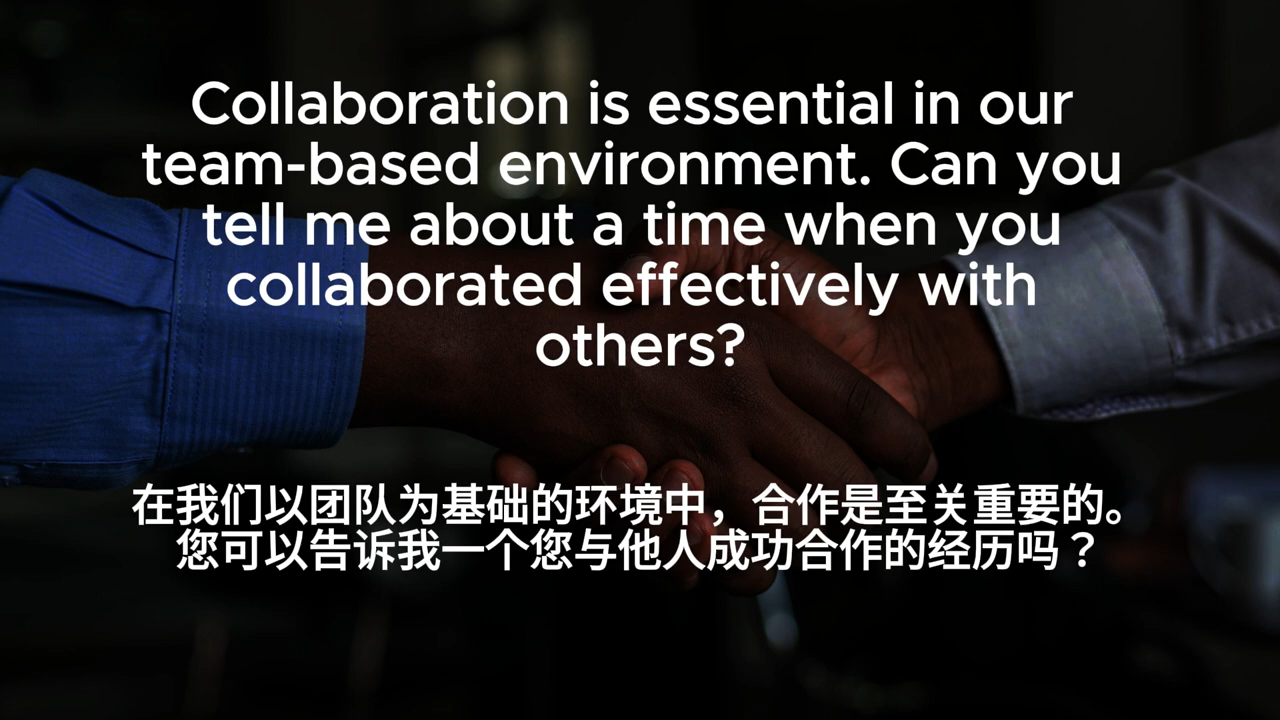 Collaboration is essential in our
team-based environment. Can you
tell me about a time when you
collaborated effectively with
others?
在我们以团队为基础的环境中，合作是至关重要的。
您可以告诉我一个您与他人成功合作的经历吗？